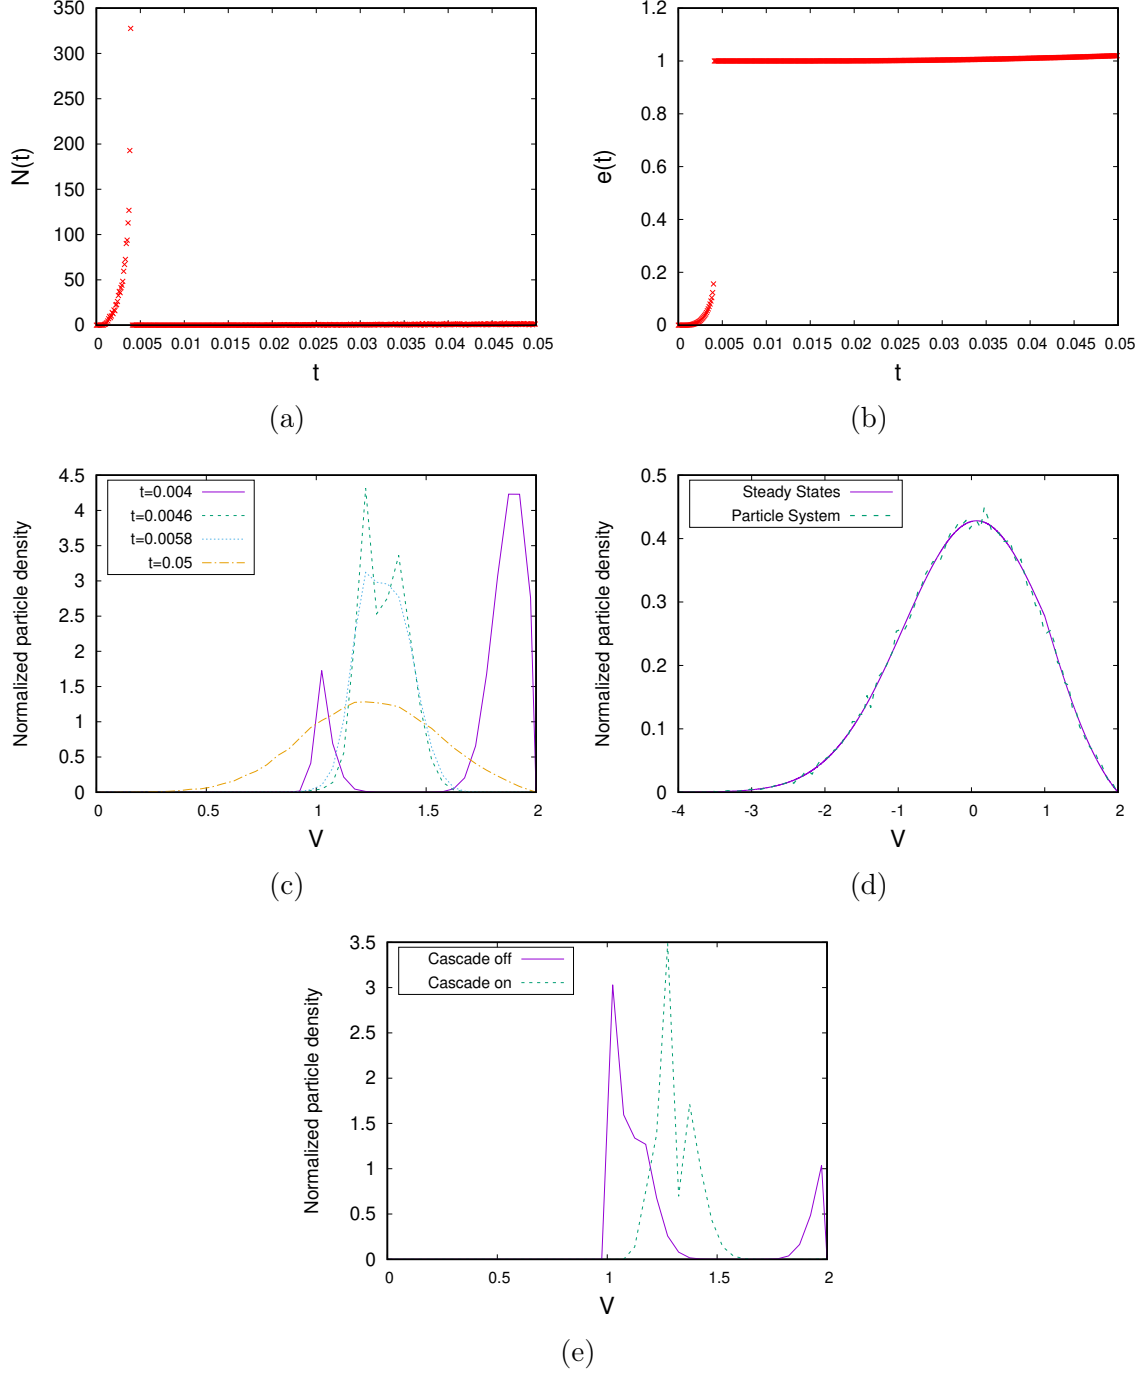 350
300
250
200
150
100
50
0
N(t)
0 0.005 0.01 0.015 0.02 0.025 0.03 0.035 0.04 0.045 0.05
t
(a)
1.2
1
0.8
0.6
0.4
0.2
0
e(t)
0 0.005 0.01 0.015 0.02 0.025 0.03 0.035 0.04 0.045 0.05
t
(b)
4.5
4
3.5
3
2.5
2
1.5
1
0.5
0
Normalized particle density
t=0.004
t=0.0046
t=0.0058
t=0.05
0 0.5 1 1.5 2
V
(c)
0.5
0.4
0.3
0.2
0.1
0
Normalized particle density
Steady States
Particle System
-4 -3 -2 -1 0 1 2
V
(d)
3.5
3
2.5
2
1.5
1
0.5
0
Normalized particle density
Cascade off
Cascade on
0 0.5 1 1.5 2
V
(e)